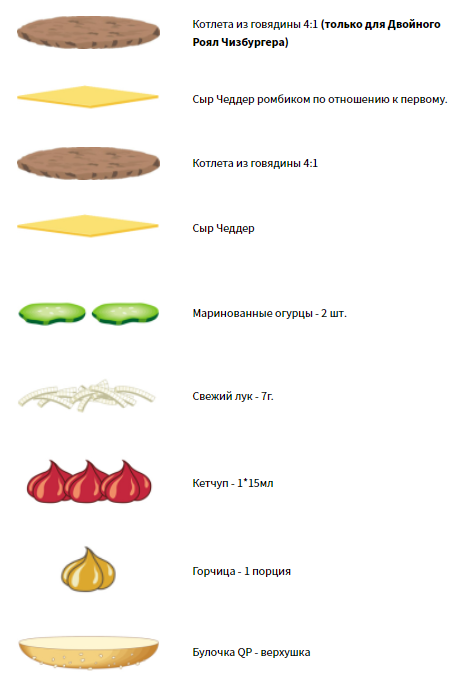 Котлета из говядины 4:1 (только для Двойного
Роял Чизбургера)
Сыр Чеддер ромбиком по отношению к первому.
Котлета из говядины 4:1
Сыр Чеддер
Маринованные огурцы - 2 шт.
Свежий лук - 7г.
Кетчуп - 1*15мл
Горчица - 1 порция
Булочка QP - верхушка